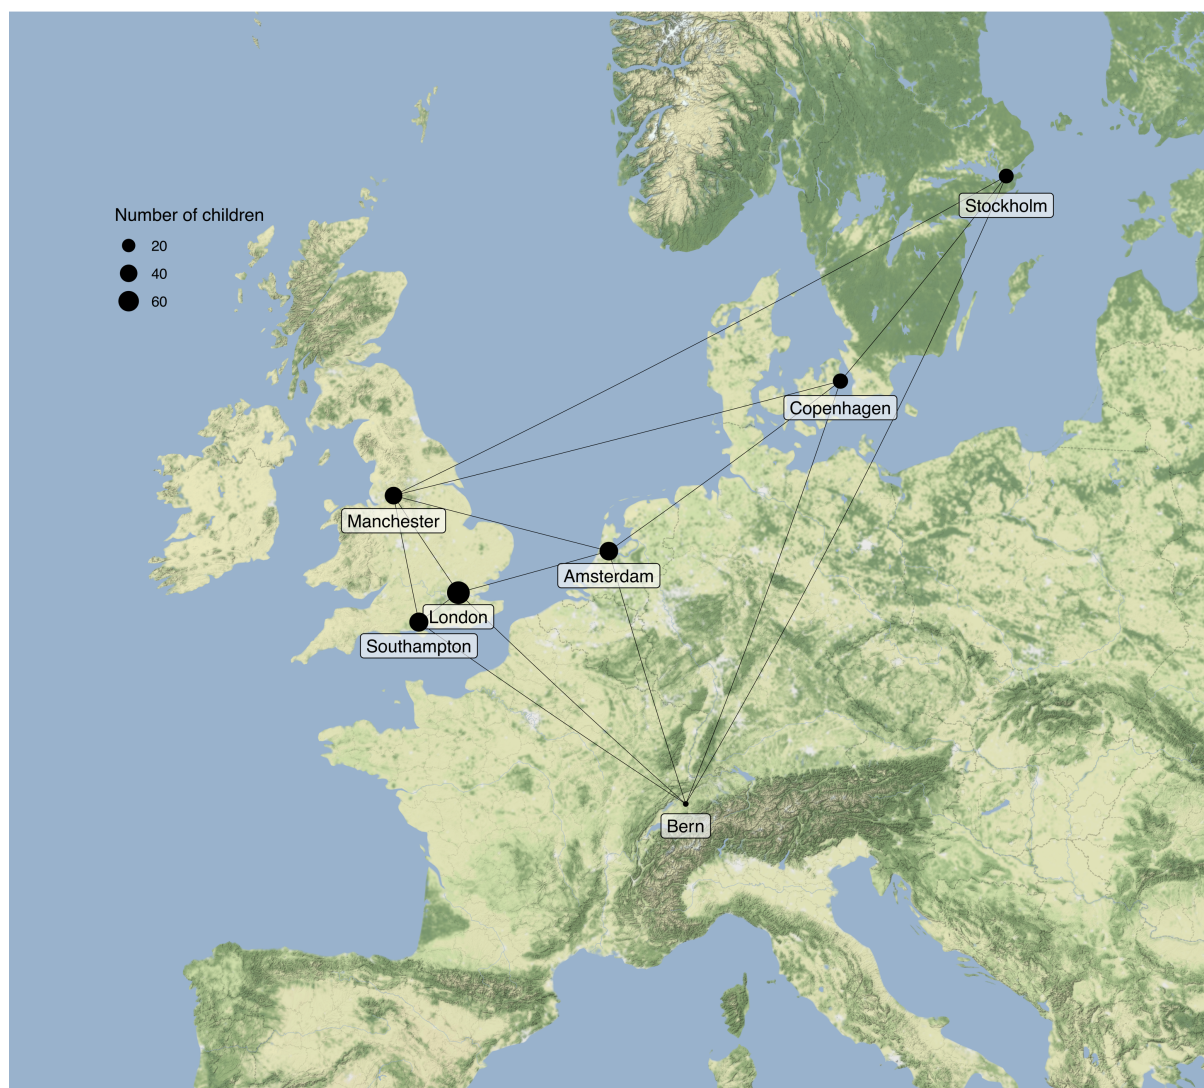 Stockholm
Number of children
20
40
60
Copenhagen
Manchester
Amsterdam
London
Southampton
Bern